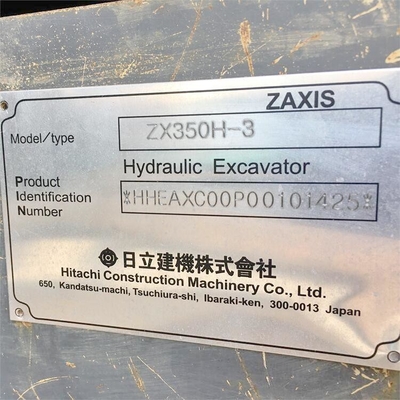 ZAXIS
Model/type ZX350H-3
Hydraulic Excavator
Product
Identification
Number *HHEAXC00P00101425*
日立建機株式會社
Hitachi Construction Machinery Co., Ltd.
650, Kandatsu-machi, Tsuchiura-shi, Ibaraki-ken, 300-0013 Japan